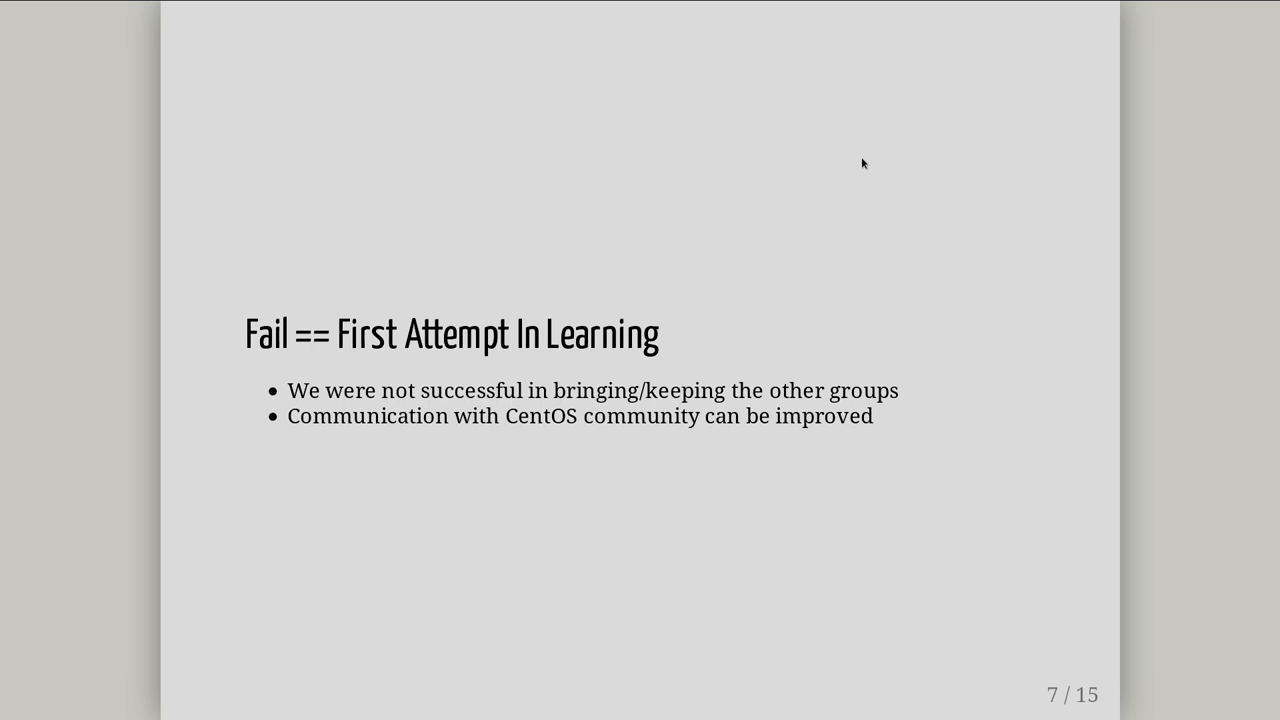 Fail == First Attempt In Learning
• We were not successful in bringing/keeping the other groups
• Communication with CentOS community can be improved
7 / 15